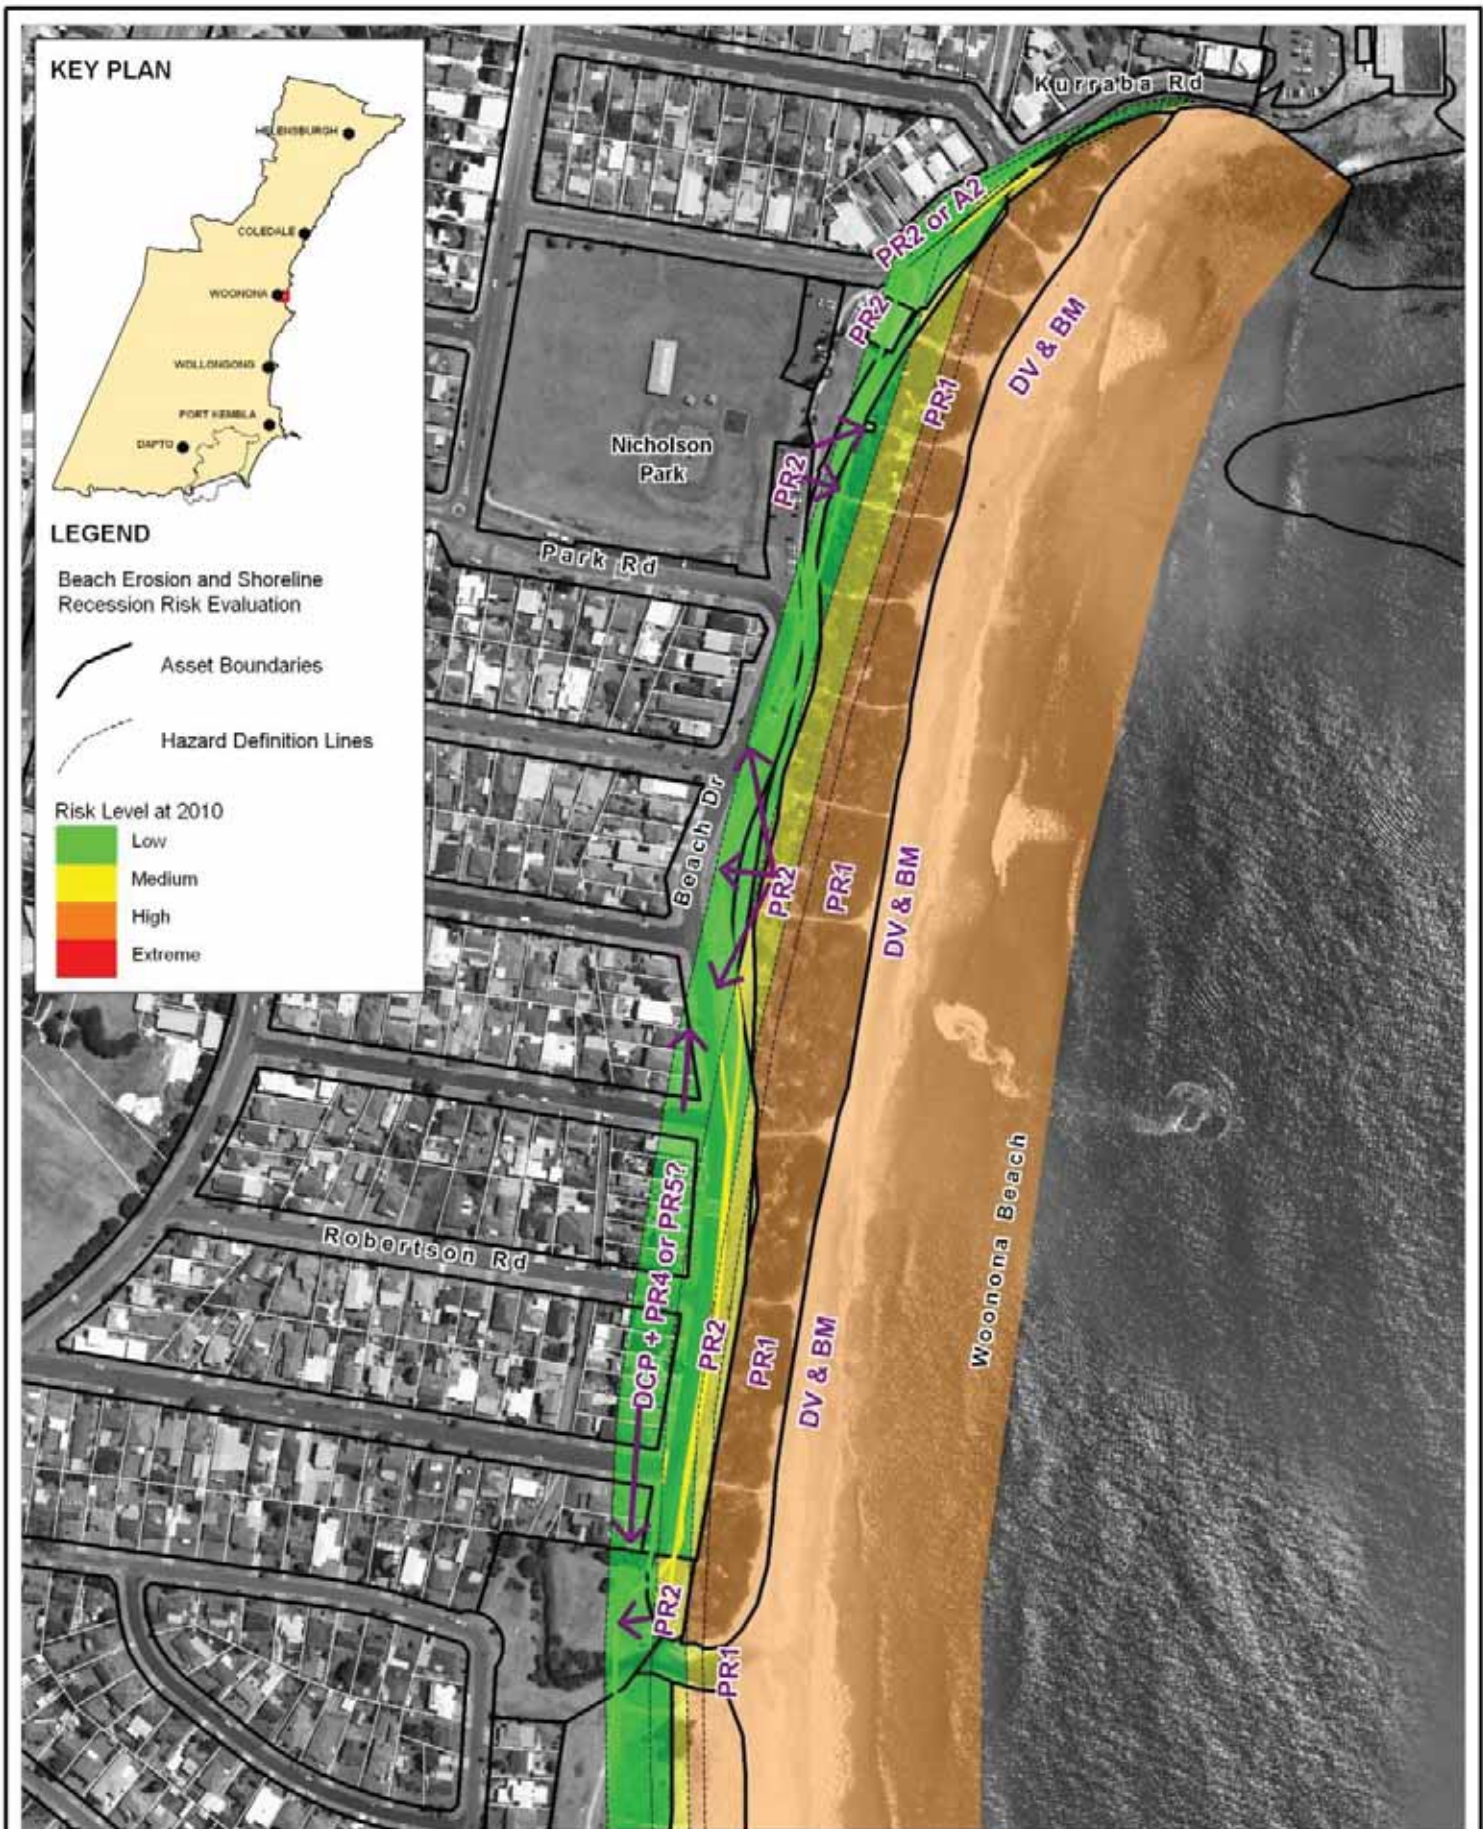 KEY PLAN
HELENSBURGH
COLEDALE
WOONONA
WOLLONGONG
PORT KEMBLA
DAPTO
LEGEND
Beach Erosion and Shoreline
Recession Risk Evaluation
Asset Boundaries
Hazard Definition Lines
Risk Level at 2010
Low
Medium
High
Extreme
Kurraba Rd
PR2 or A2
PR2
DV & BM
PR1
Nicholson
Park
PR2
Park Rd
Beach Dr
PR2
PR1
DV & BM
Woonona Beach
DCP + PR4 or PR5?
Robertson Rd
PR2
PR1
DV & BM
PR2
PR1